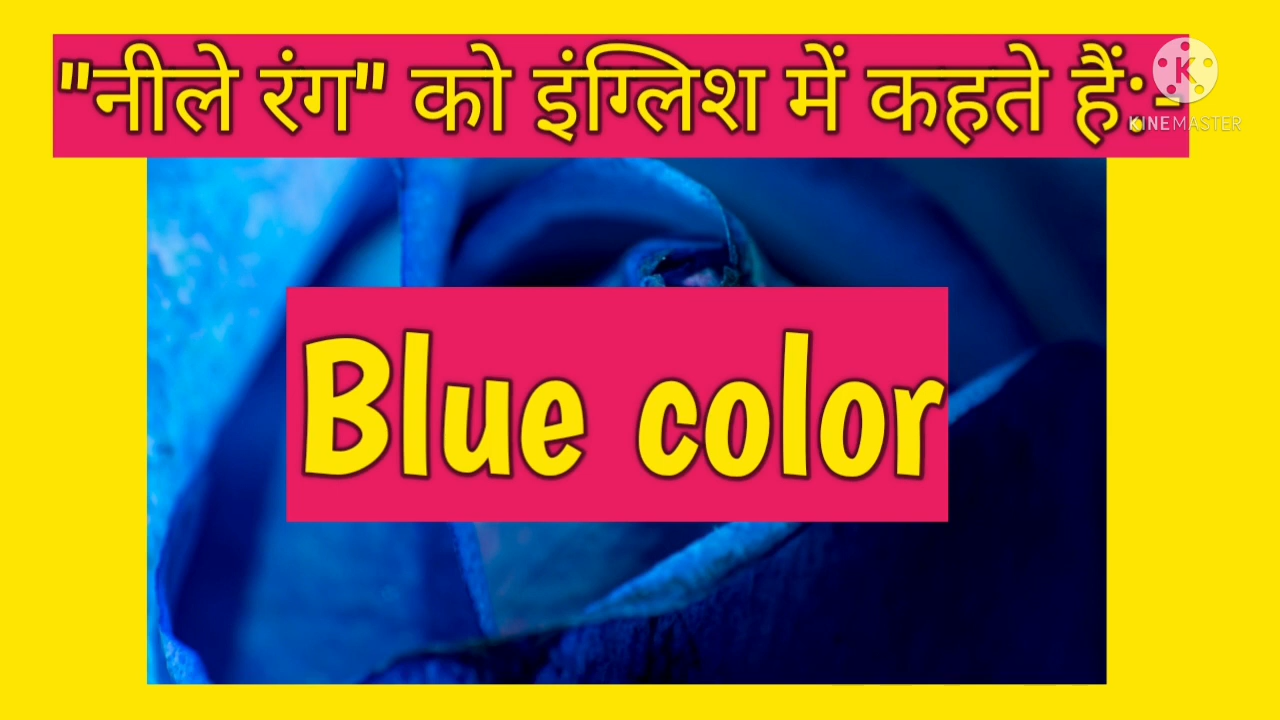 "नीले रंग" को इंग्लिश में कहते हैं:-
K
KINEMASTER
Blue color